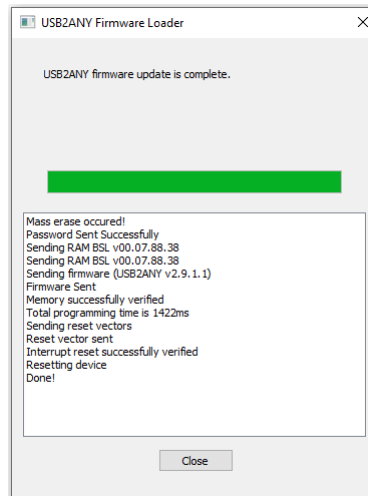 USB2ANY Firmware Loader
USB2ANY firmware update is complete.
Mass erase occured!
Password Sent Successfully
Sending RAM BSL v00.07.88.38
Sending RAM BSL v00.07.88.38
Sending firmware (USB2ANY v2.9.1.1)
Firmware Sent
Memory successfully verified
Total programming time is 1422ms
Sending reset vectors
Reset vector sent
Interrupt reset successfully verified
Resetting device
Done!
Close